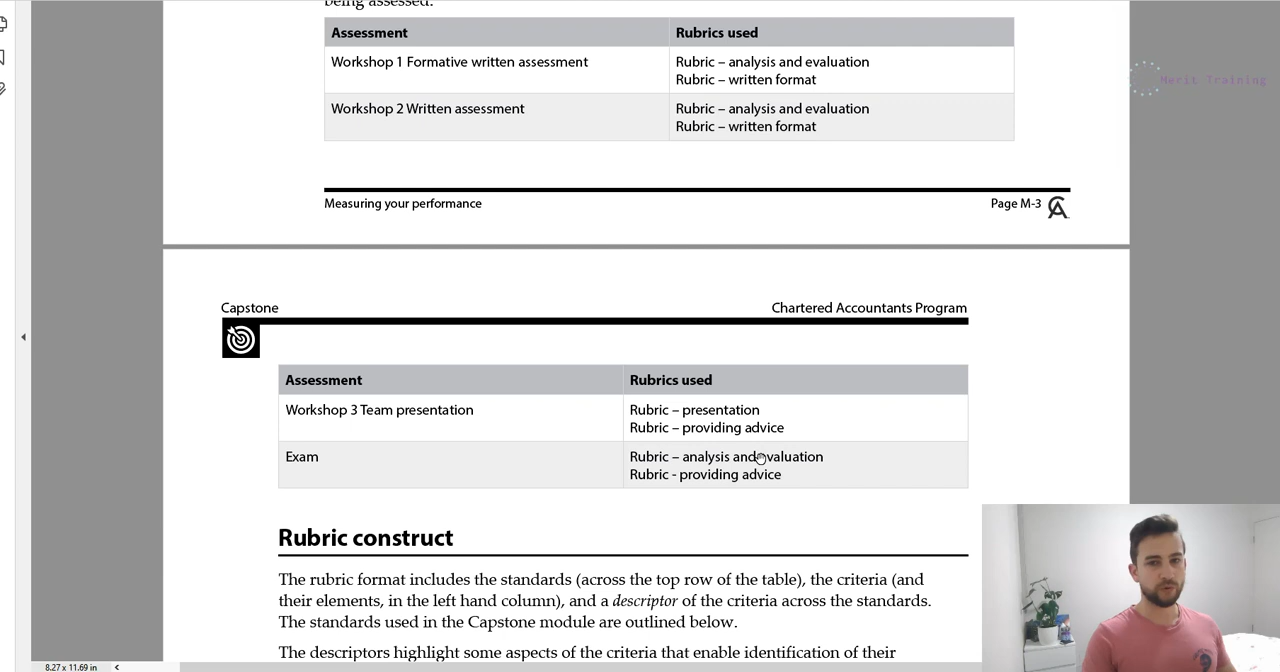 being assessed:
Assessment Rubrics used
Workshop 1 Formative written assessment Rubric – analysis and evaluation
Rubric – written format
Workshop 2 Written assessment Rubric – analysis and evaluation
Rubric – written format
Measuring your performance Page M-3
Merit Training
Capstone Chartered Accountants Program
Assessment Rubrics used
Workshop 3 Team presentation Rubric – presentation
Rubric – providing advice
Exam Rubric – analysis and evaluation
Rubric - providing advice
Rubric construct
The rubric format includes the standards (across the top row of the table), the criteria (and
their elements, in the left hand column), and a descriptor of the criteria across the standards.
The standards used in the Capstone module are outlined below.
The descriptors highlight some aspects of the criteria that enable identification of their
8.27 x 11.69 in